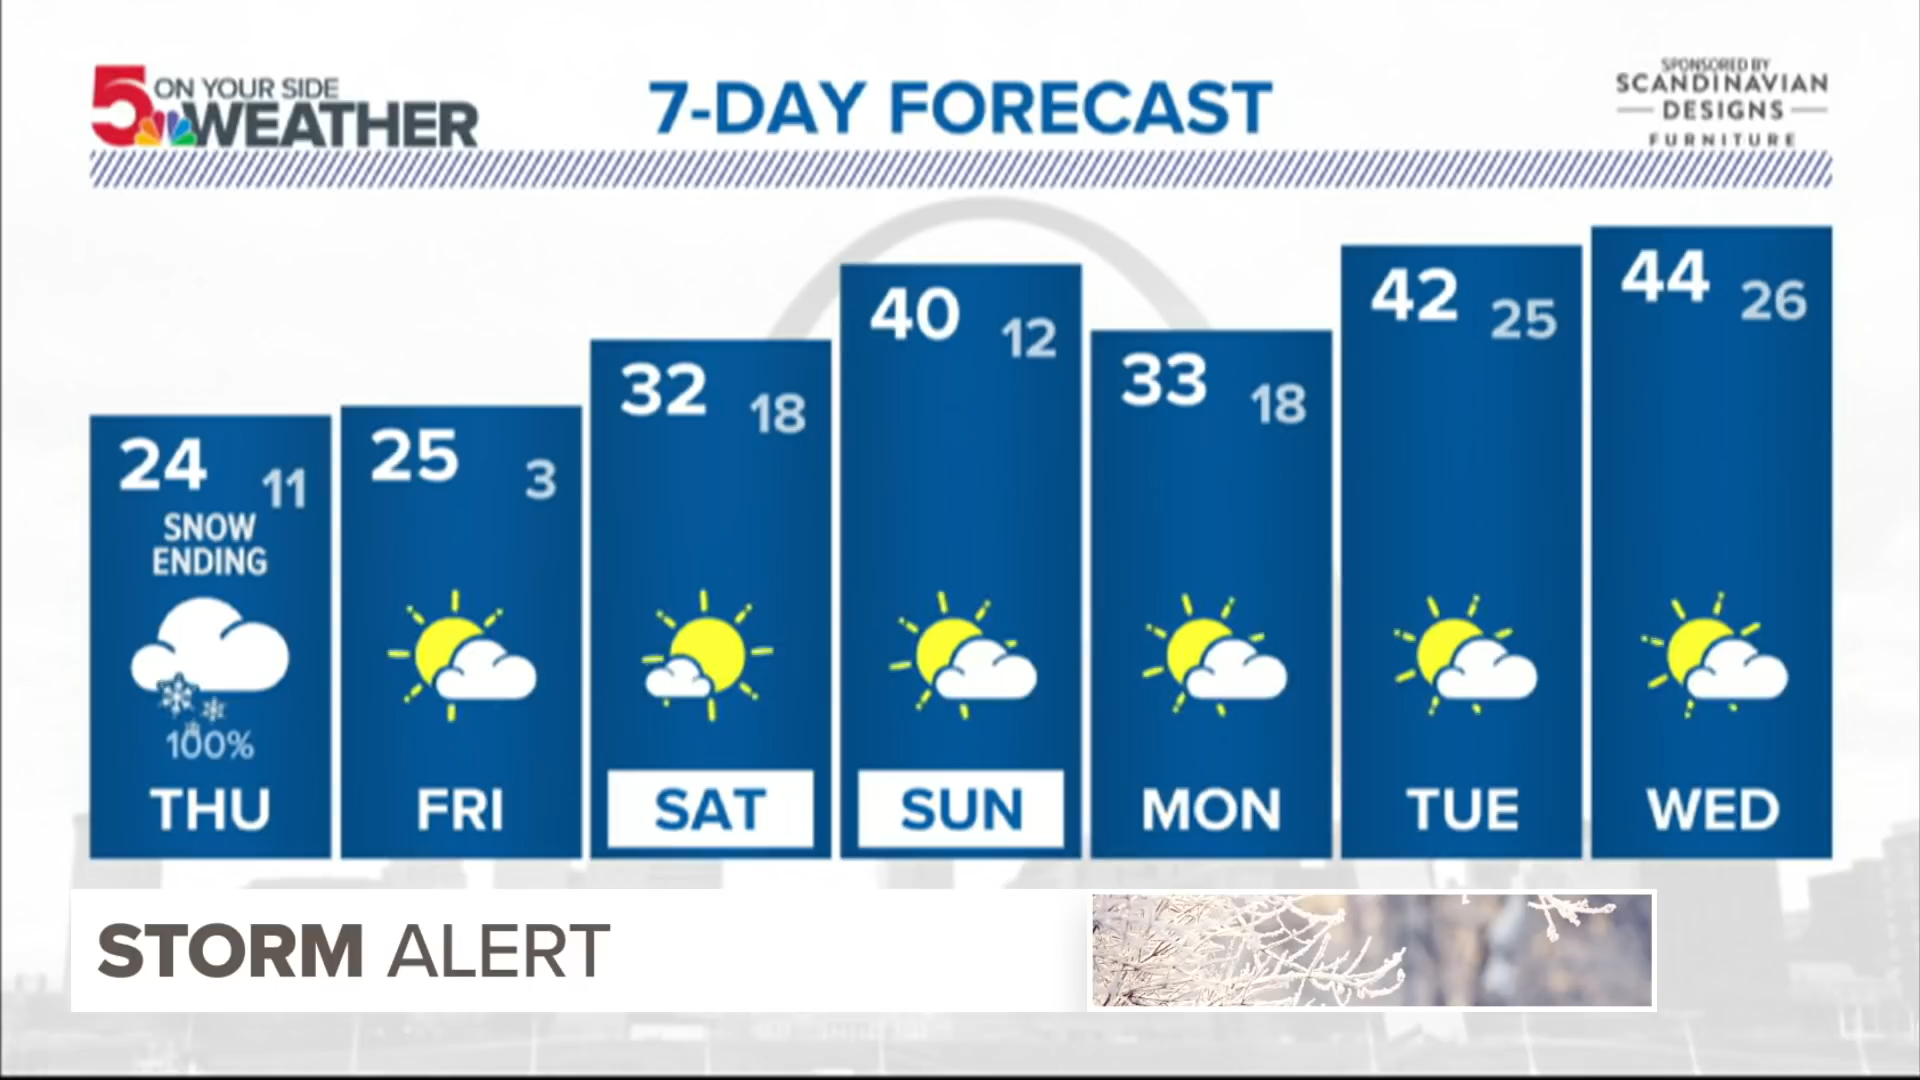 5 ON YOUR SIDE
WEATHER
7-DAY FORECAST
SPONSORED BY
SCANDINAVIAN
DESIGNS
FURNITURE
24 11
SNOW
ENDING
100%
THU
25 3
FRI
32 18
SAT
40 12
SUN
33 18
MON
42 25
TUE
44 26
WED
STORM ALERT